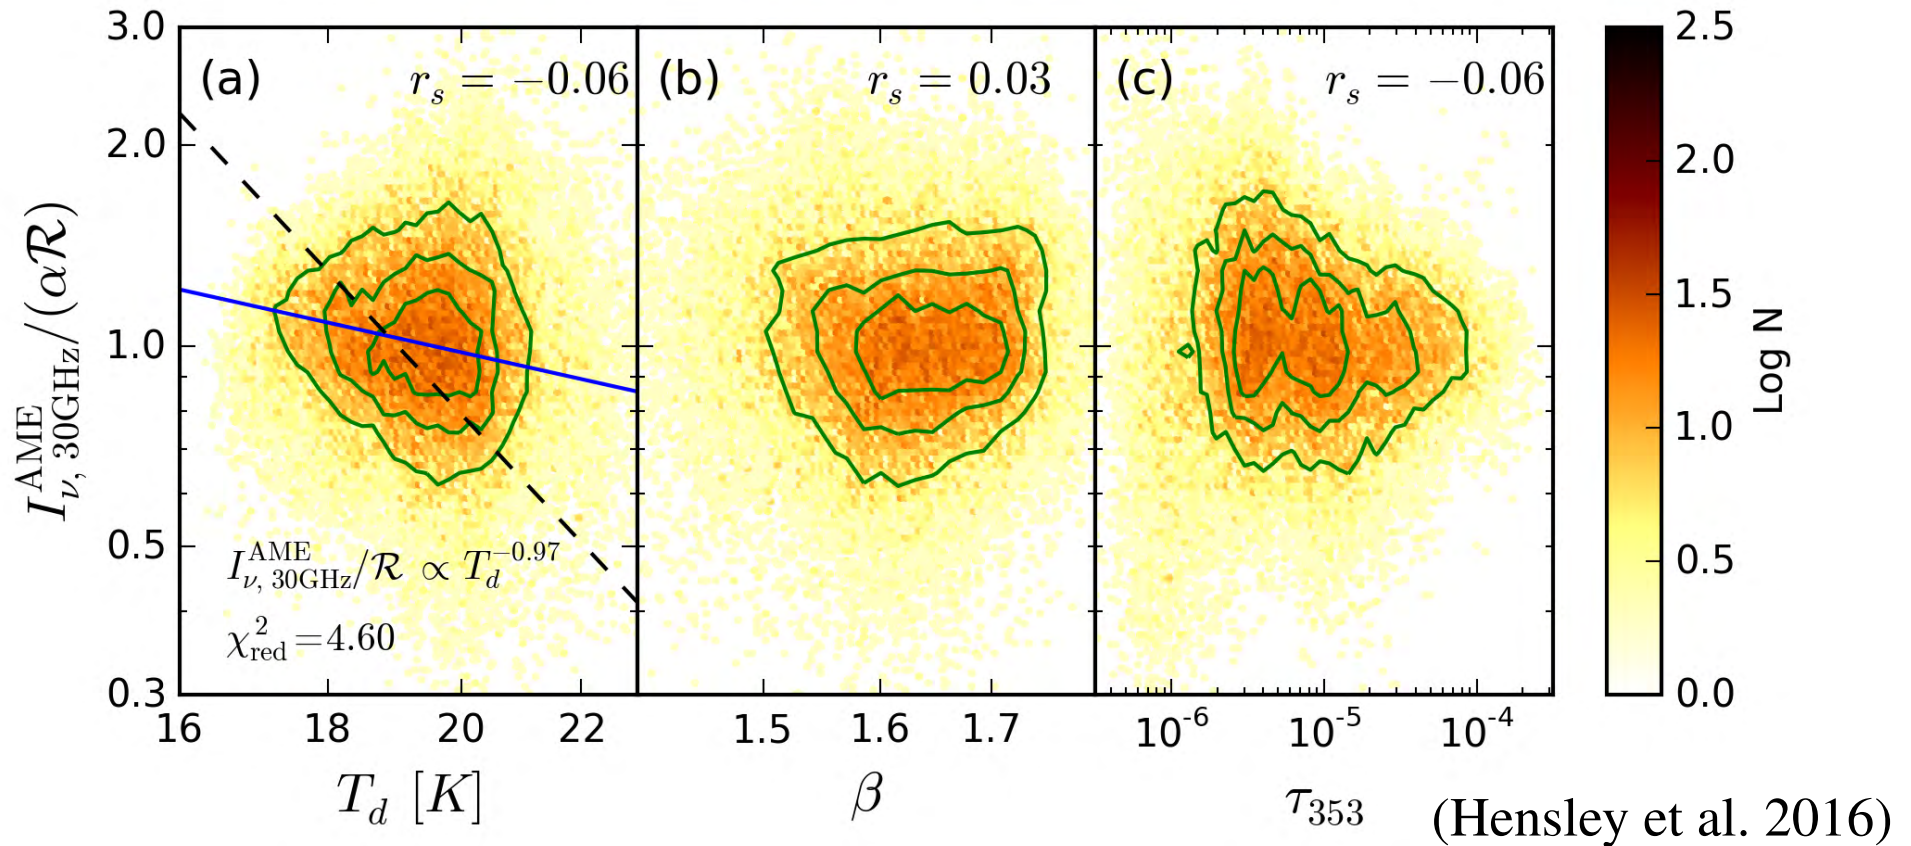 (a)
r_s = −0.06
(b)
r_s = 0.03
(c)
r_s = −0.06
3.0
2.0
1.0
0.5
0.3
I^AME_ν, 30GHz/(αR)
I^AME_ν, 30GHz/R ∝ T_d^−0.97
χ²_red = 4.60
16 18 20 22
1.5 1.6 1.7
10^-6 10^-5 10^-4
T_d [K]
β
τ_353
2.5
2.0
1.5
1.0
0.5
0.0
Log N
(Hensley et al. 2016)